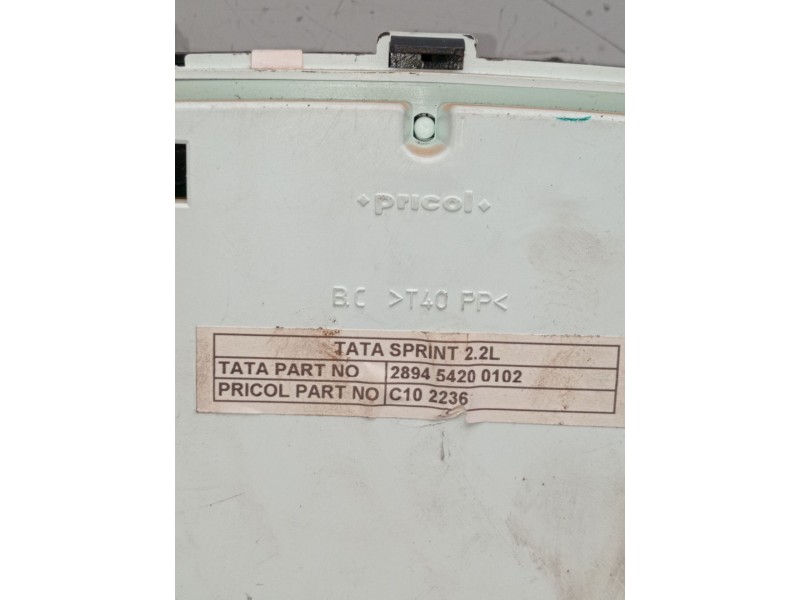 pricol
B.C >T40 PP<
TATA SPRINT 2.2L
TATA PART NO 2894 5420 0102
PRICOL PART NO C10 2236